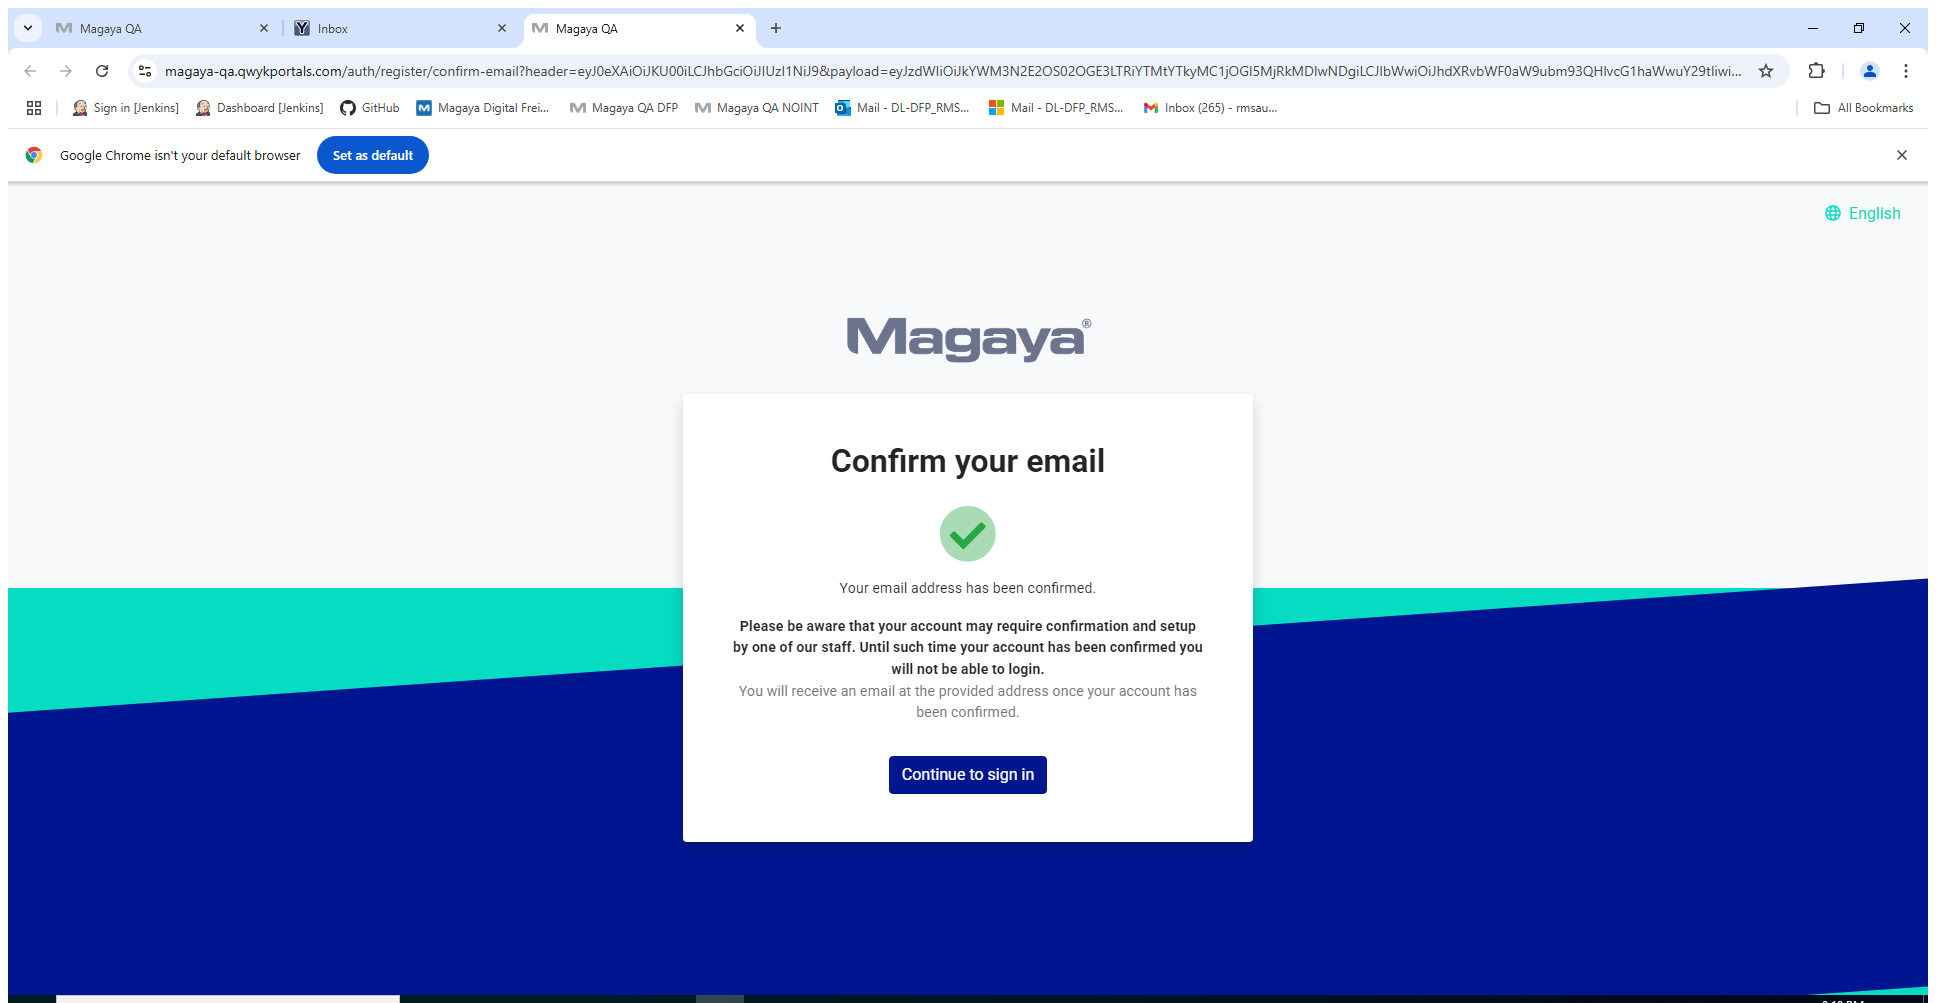 Magaya QA
Inbox
Magaya QA
magaya-qa.qwykportals.com/auth/register/confirm-email?header=eyJ0eXAiOiJKU00iLCJhbGciOiJIUzI1NiJ9&payload=eyJzdWIiOiJkYWM3N2E2OS02OGE3LTRiYTMtYTkyMC1jOGI5MjRkMDIwNDgiLCJlbWwiOiJhdXRvbWF0aW9ubm93QHlvcG1haWwuY29tIiwi...
Sign in [Jenkins]
Dashboard [Jenkins]
GitHub
Magaya Digital Frei...
Magaya QA DFP
Magaya QA NOINT
Mail - DL-DFP_RMS...
Mail - DL-DFP_RMS...
Inbox (265) - rmsau...
All Bookmarks
Google Chrome isn't your default browser
Set as default
English
Magaya®
Confirm your email
Your email address has been confirmed.
Please be aware that your account may require confirmation and setup
by one of our staff. Until such time your account has been confirmed you
will not be able to login.
You will receive an email at the provided address once your account has
been confirmed.
Continue to sign in